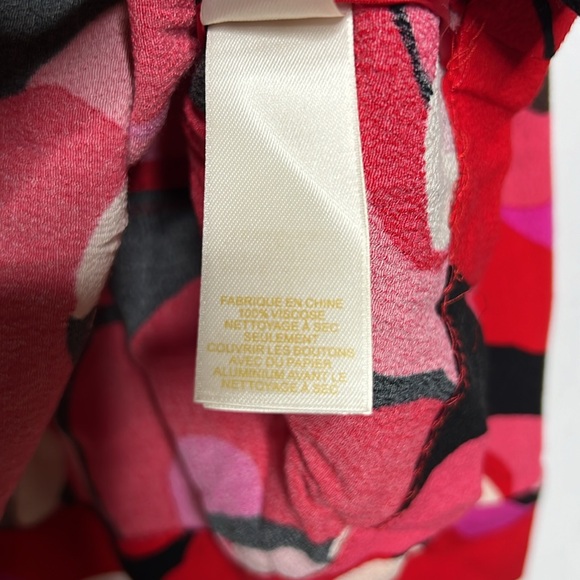 FABRIQUE EN CHINE
100% VISCOSE
NETTOYAGE À SEC
SEULEMENT
COUVRIR LES BOUTONS
AVEC DU PAPIER
ALUMINIUM AVANT LE
NETTOYAGE À SEC